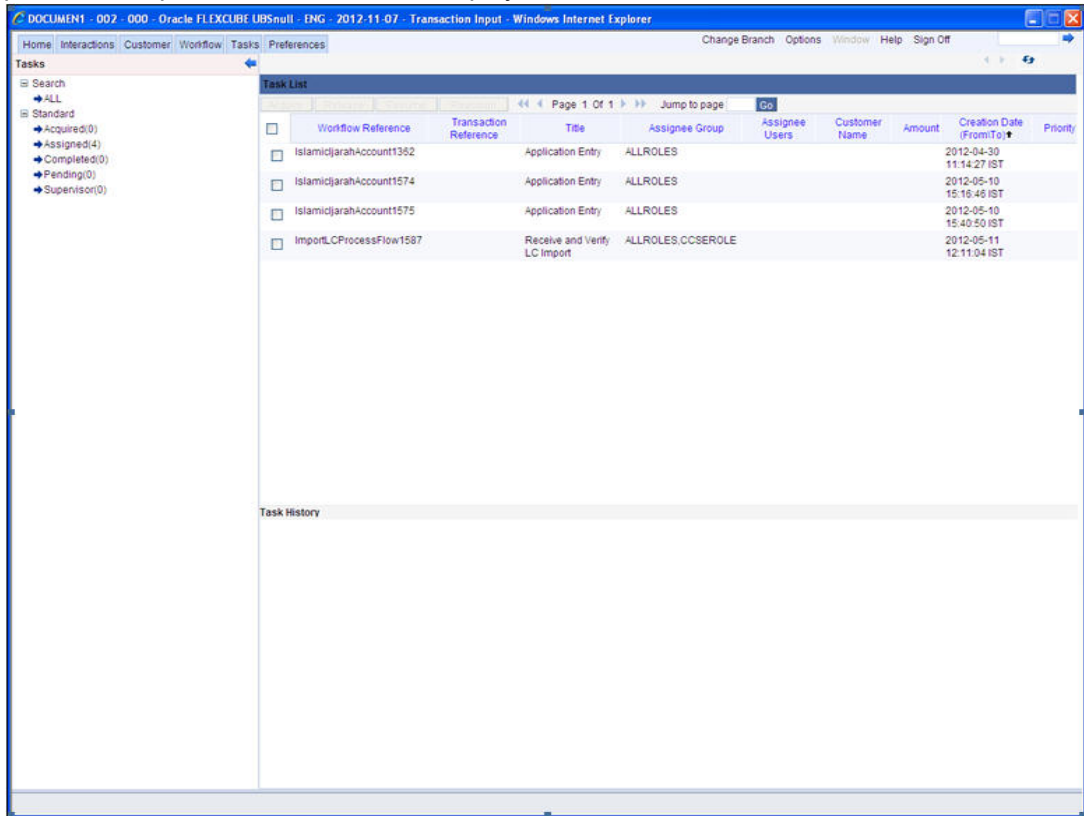 DOCUMENT1 - 002 - 000 - Oracle FLEXCUBE UBSnull - ENG - 2012-11-07 - Transaction Input - Windows Internet Explorer
Home Interactions Customer Workflow Tasks Preferences
Change Branch Options Window Help Sign Off
Tasks
Search
ALL
Standard
Acquired(0)
Assigned(4)
Completed(0)
Pending(0)
Supervisor(0)
Task List
Page 1 Of 1 Jump to page Go
Workflow Reference Transaction Reference Title Assignee Group Assignee Users Customer Name Amount Creation Date (From\To) Priority
IslamicIjarahAccount1362 Application Entry ALLROLES 2012-04-30
11:14:27 IST
IslamicIjarahAccount1574 Application Entry ALLROLES 2012-05-10
15:16:46 IST
IslamicIjarahAccount1575 Application Entry ALLROLES 2012-05-10
15:40:50 IST
ImportLCProcessFlow1587 Receive and Verify ALLROLES,CCSEROLE 2012-05-11
LC Import 12:11:04 IST
Task History